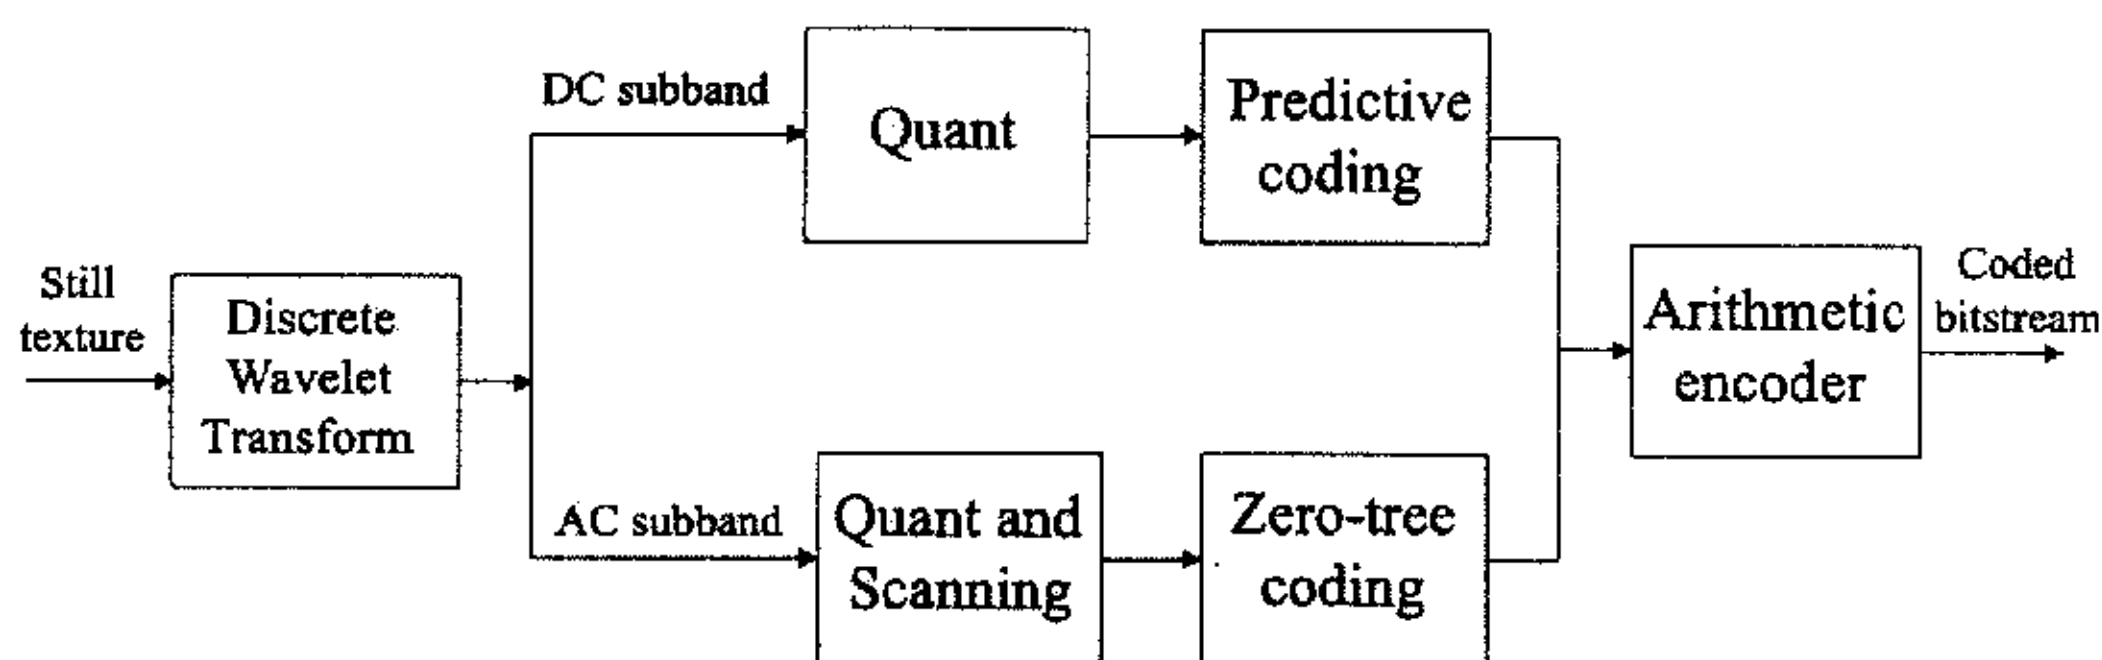 Still
texture
Discrete
Wavelet
Transform
DC subband
Quant
Predictive
coding
AC subband
Quant and
Scanning
Zero-tree
coding
Arithmetic
encoder
Coded
bitstream